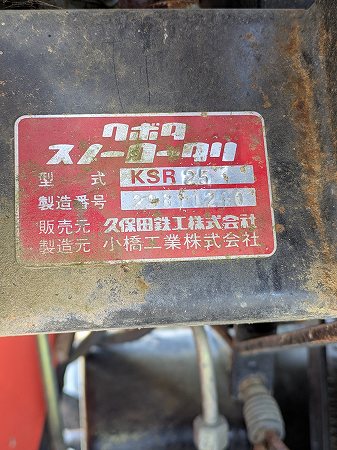 クボタ
スノーロータリ
型式 KSR
製造番号
販売元 久保田鉄工株式会社
製造元 小橋工業株式会社